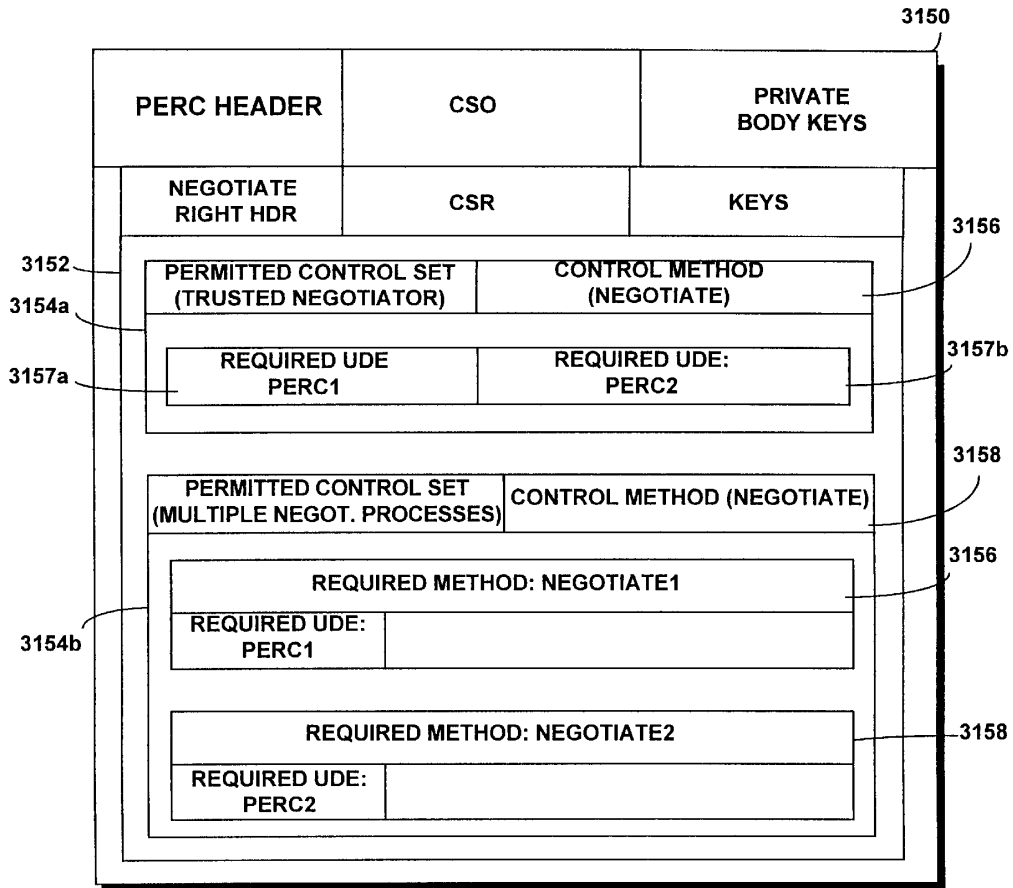 3150
PERC HEADER
CSO
PRIVATE
BODY KEYS
NEGOTIATE
RIGHT HDR
CSR
KEYS
3156
3152
PERMITTED CONTROL SET
(TRUSTED NEGOTIATOR)
CONTROL METHOD
(NEGOTIATE)
3154a
3157a
REQUIRED UDE
PERC1
REQUIRED UDE:
PERC2
3157b
3158
PERMITTED CONTROL SET
(MULTIPLE NEGOT. PROCESSES)
CONTROL METHOD (NEGOTIATE)
3156
REQUIRED METHOD: NEGOTIATE1
REQUIRED UDE:
PERC1
3154b
REQUIRED METHOD: NEGOTIATE2
3158
REQUIRED UDE:
PERC2